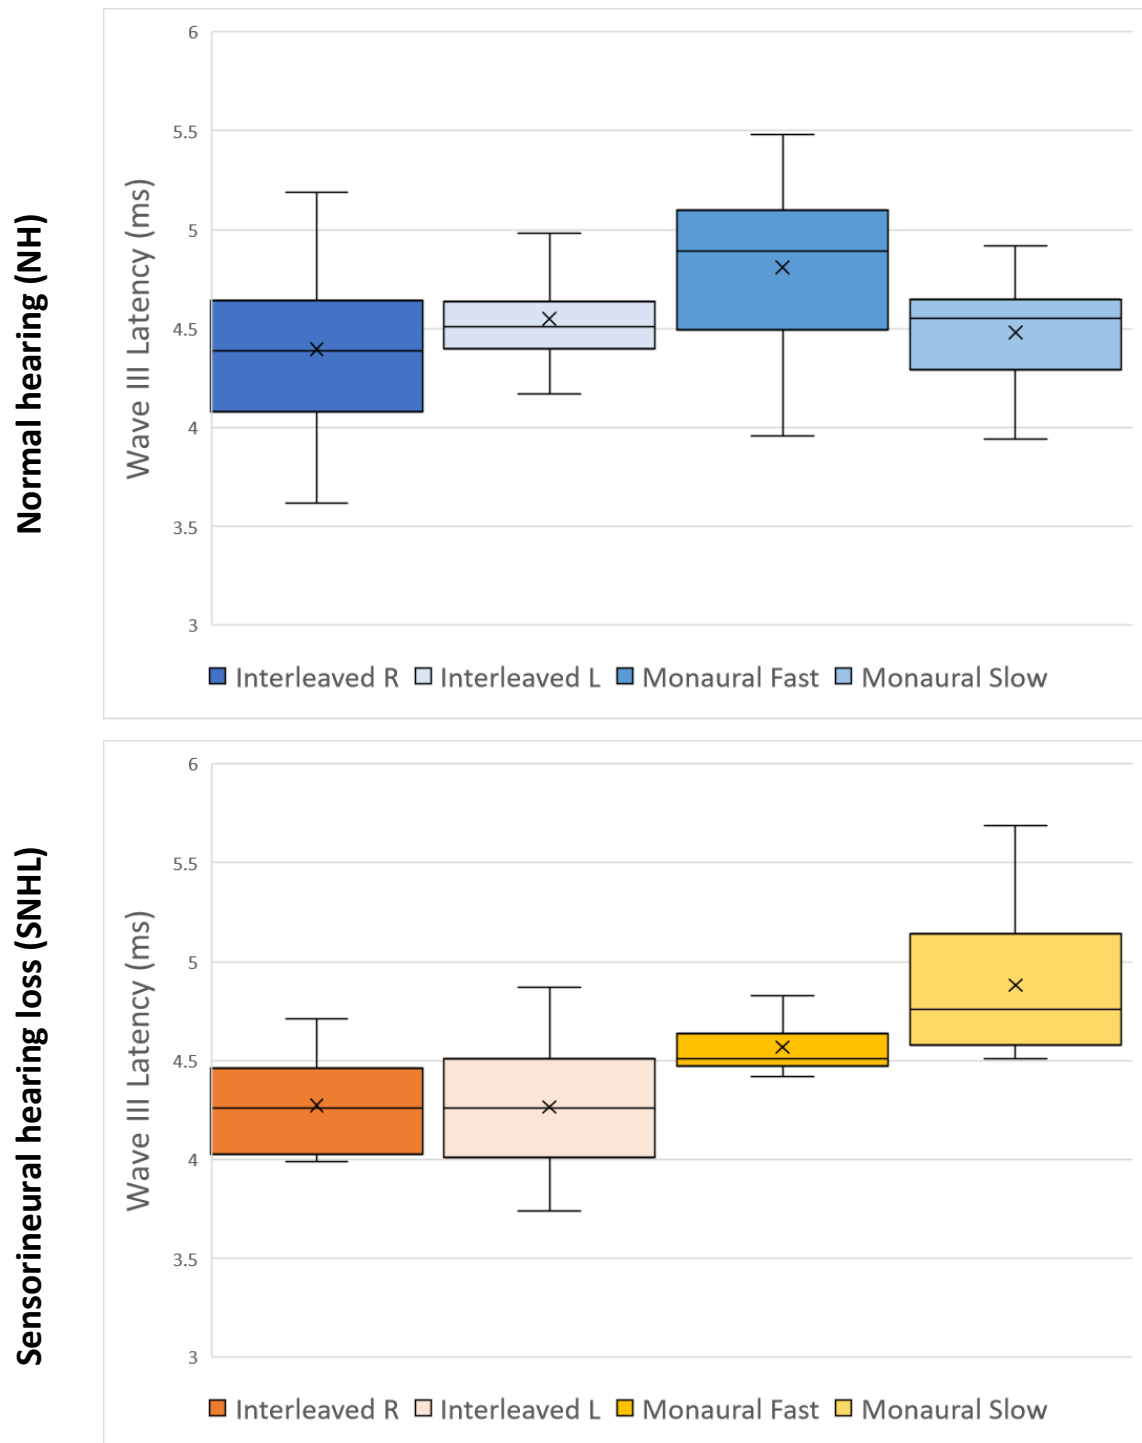 Normal hearing (NH)
Wave III Latency (ms)
6
5.5
5
4.5
4
3.5
3
Interleaved R Interleaved L Monaural Fast Monaural Slow
Sensorineural hearing loss (SNHL)
Wave III Latency (ms)
6
5.5
5
4.5
4
3.5
3
Interleaved R Interleaved L Monaural Fast Monaural Slow